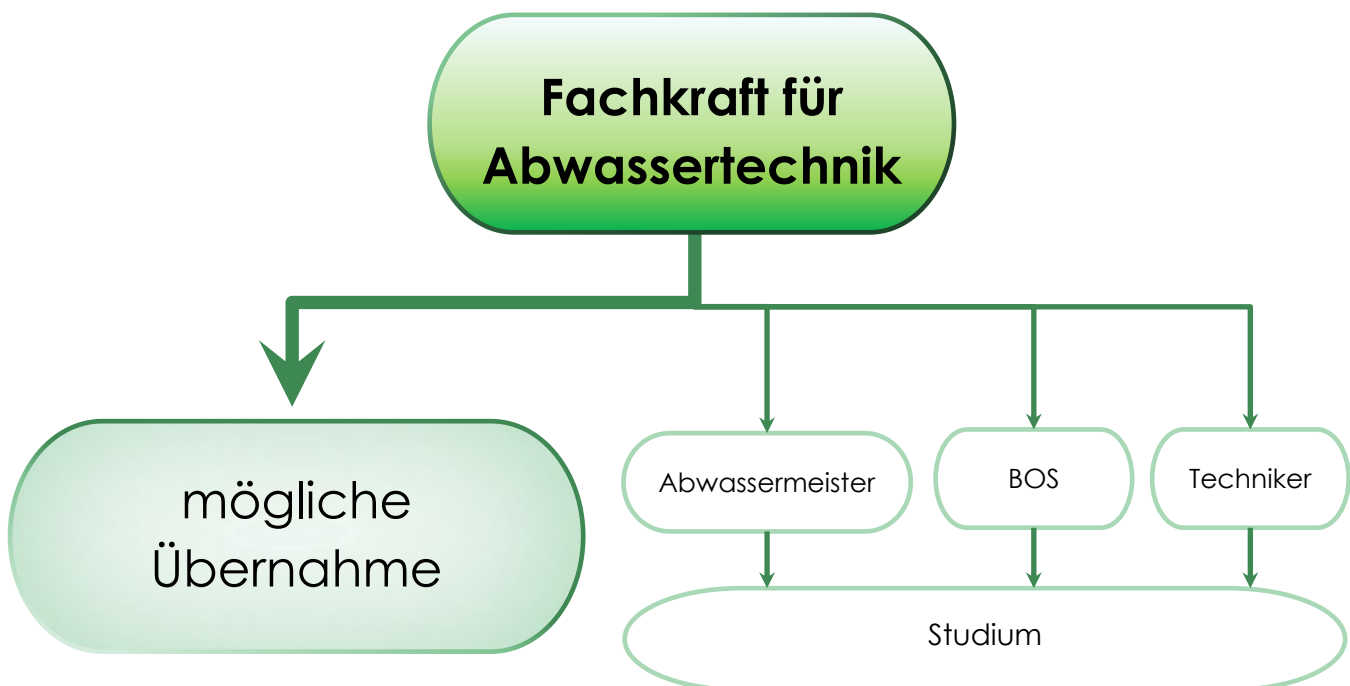 Fachkraft für
Abwassertechnik
mögliche
Übernahme
Abwassermeister
BOS
Techniker
Studium